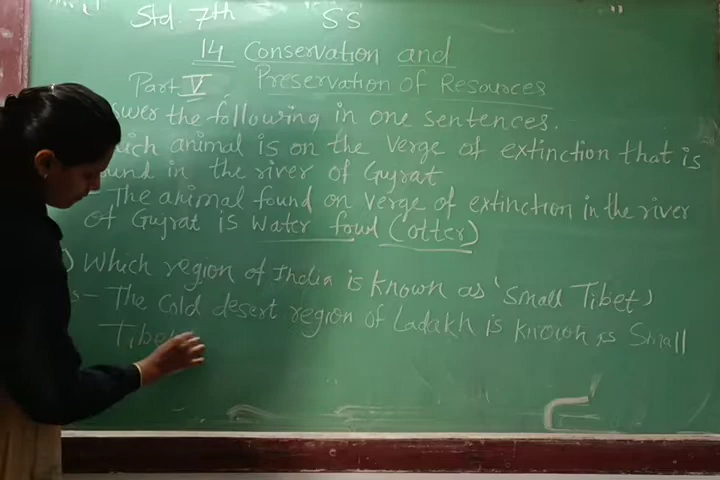 Std. 7th "SS"
14 Conservation and
Part V Preservation of Resources
swer the following in one sentences.
ich animal is on the verge of extinction that is
ound in the river of Gujrat
The animal found on verge of extinction in the river
of Gujrat is water fowl (otter)
) Which region of India is known as 'Small Tibet)
s - The Cold desert region of Ladakh is known is Small
Tibet